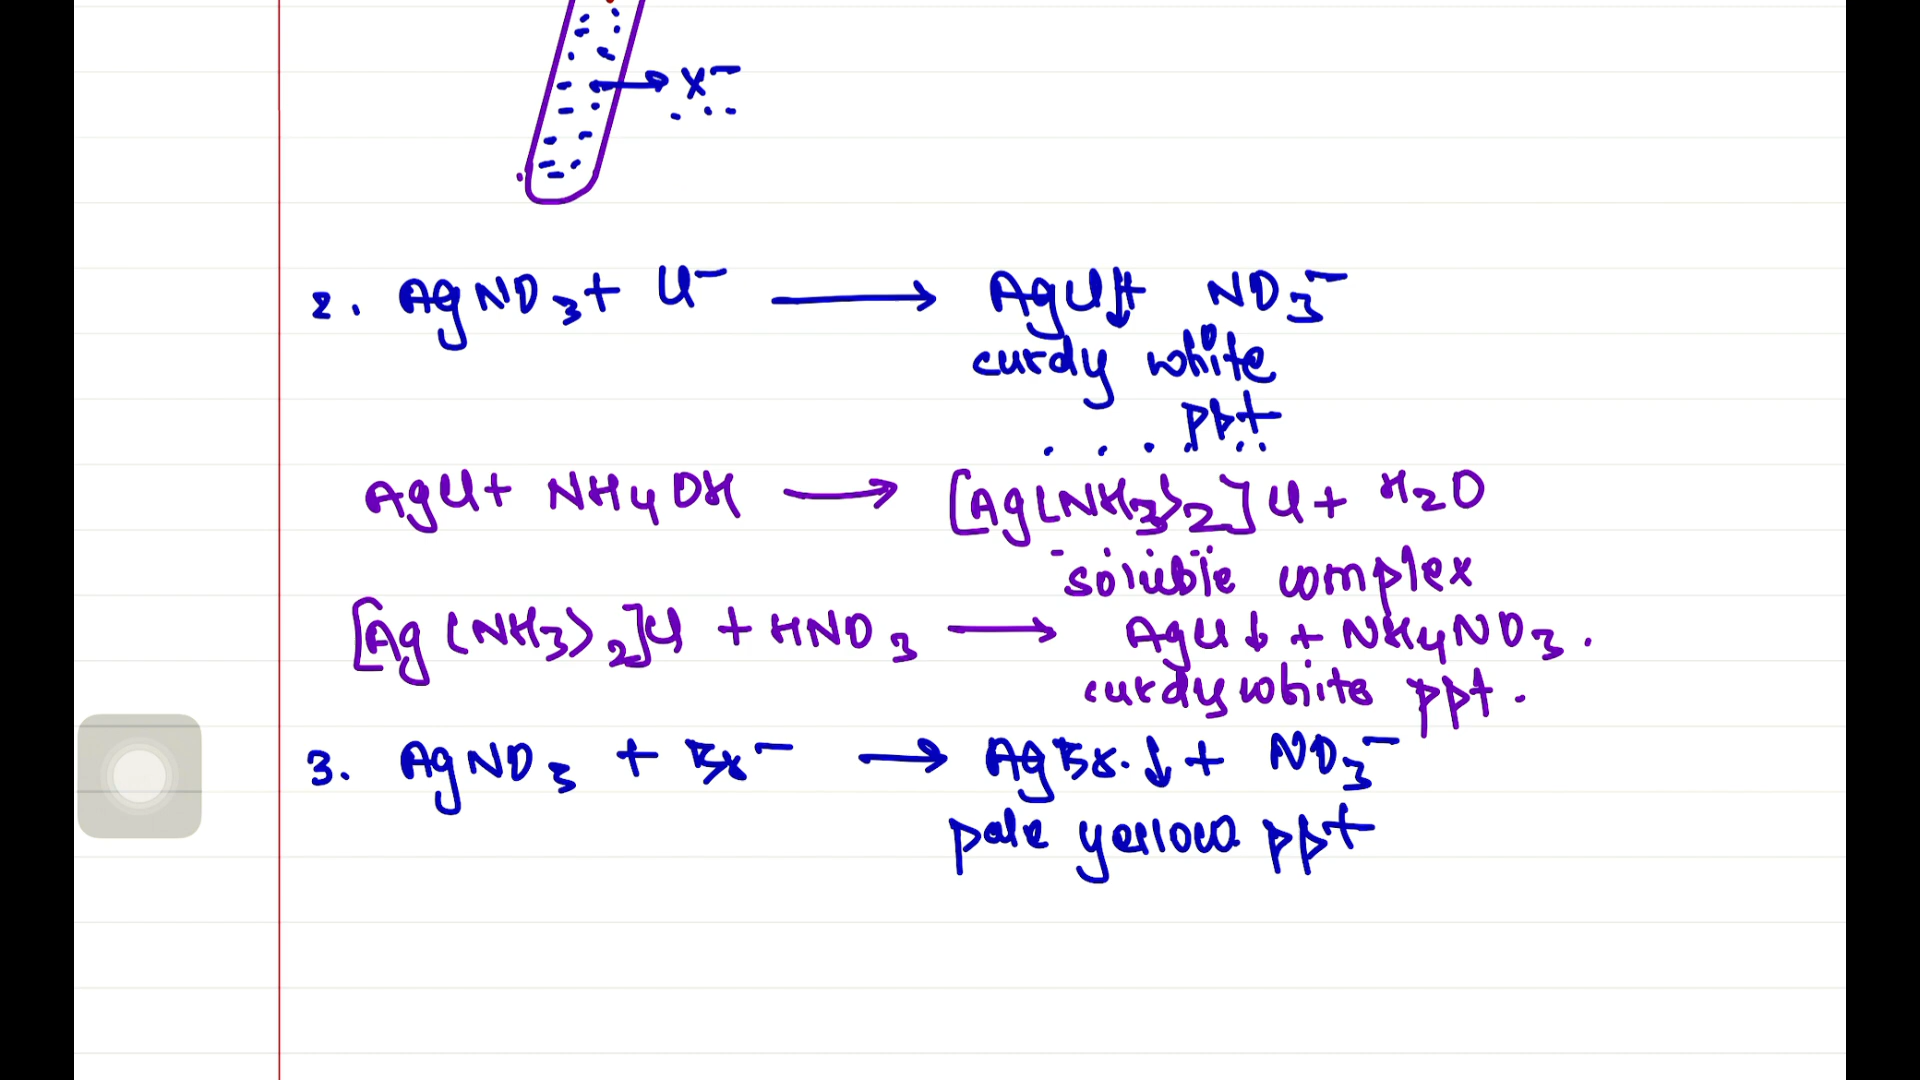 X⁻
2. AgNO₃ + Cl⁻ ⟶ AgCl↓ + NO₃⁻
curdy white
ppt
AgCl + NH₄OH ⟶ [Ag(NH₃)₂]Cl + H₂O
soluble complex
[Ag(NH₃)₂]Cl + HNO₃ ⟶ AgCl↓ + NH₄NO₃.
curdy white ppt.
3. AgNO₃ + Br⁻ ⟶ AgBr.↓ + NO₃⁻
pale yellow ppt